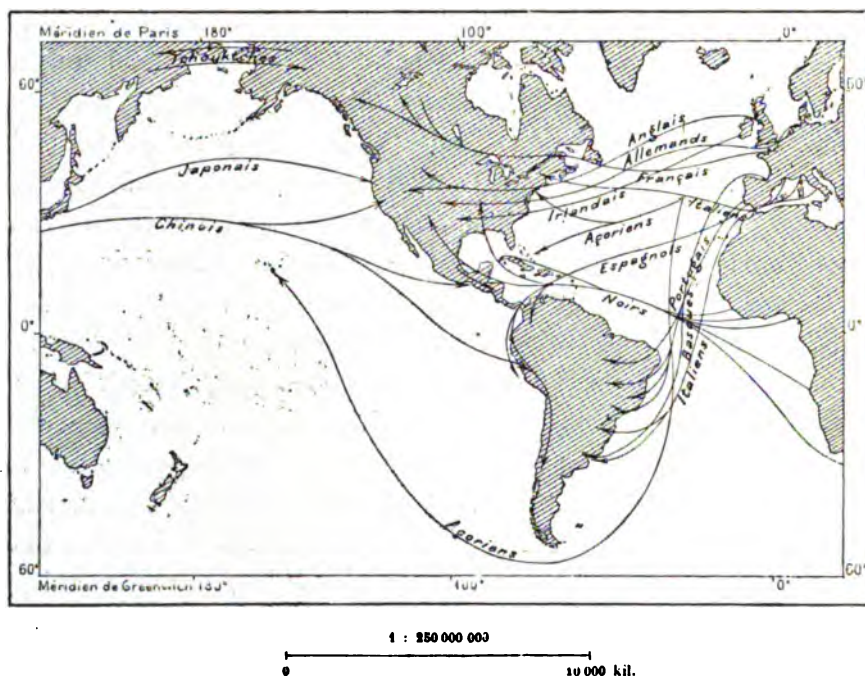 Méridien de Paris 180° 100° 0°
Tchouktches
60° 60°
Anglais
Allemands
Français
Japonais
Irlandais
Italiens
Açoriens
Chinois
Espagnols
Portugais
Noirs
Basques
Italiens
0° 0°
Açoriens
60° 60°
Méridien de Greenwich 180° 100° 0°
1 : 250 000 000
0 10 000 kil.